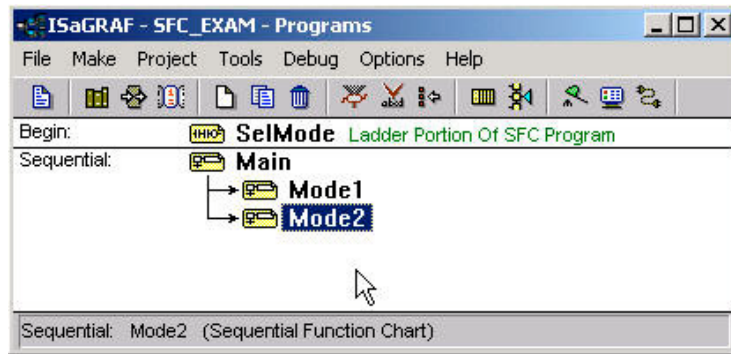 ISaGRAF - SFC_EXAM - Programs
File Make Project Tools Debug Options Help
Begin: SelMode Ladder Portion Of SFC Program
Sequential: Main
Mode1
Mode2
Sequential: Mode2 (Sequential Function Chart)